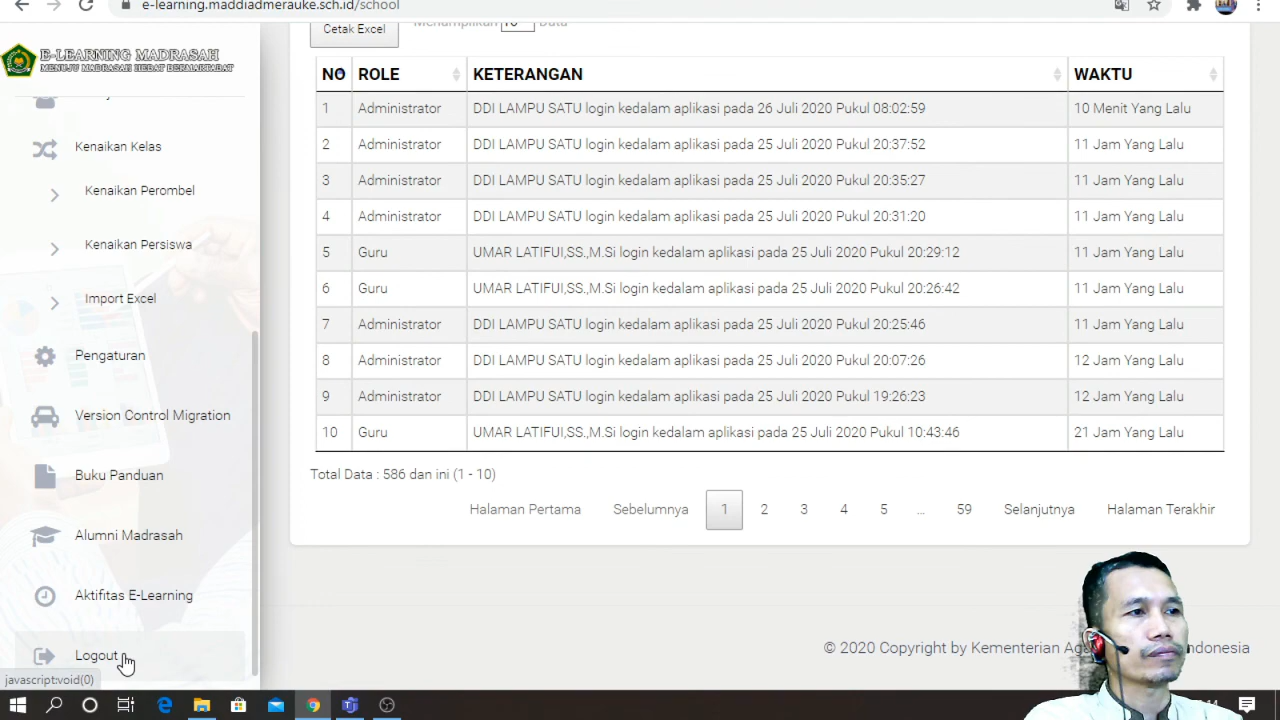 e-learning.maddiadmerauke.sch.id/school
E-LEARNING MADRASAH
MENUJU MADRASAH HEBAT BERMARTABAT
Kenaikan Kelas
Kenaikan Perombel
Kenaikan Persiswa
Import Excel
Pengaturan
Version Control Migration
Buku Panduan
Alumni Madrasah
Aktifitas E-Learning
Logout
javascript:void(0)
Cetak Excel Menampilkan 10 Data
NO ROLE KETERANGAN WAKTU
1 Administrator DDI LAMPU SATU login kedalam aplikasi pada 26 Juli 2020 Pukul 08:02:59 10 Menit Yang Lalu
2 Administrator DDI LAMPU SATU login kedalam aplikasi pada 25 Juli 2020 Pukul 20:37:52 11 Jam Yang Lalu
3 Administrator DDI LAMPU SATU login kedalam aplikasi pada 25 Juli 2020 Pukul 20:35:27 11 Jam Yang Lalu
4 Administrator DDI LAMPU SATU login kedalam aplikasi pada 25 Juli 2020 Pukul 20:31:20 11 Jam Yang Lalu
5 Guru UMAR LATIFUI,SS.,M.Si login kedalam aplikasi pada 25 Juli 2020 Pukul 20:29:12 11 Jam Yang Lalu
6 Guru UMAR LATIFUI,SS.,M.Si login kedalam aplikasi pada 25 Juli 2020 Pukul 20:26:42 11 Jam Yang Lalu
7 Administrator DDI LAMPU SATU login kedalam aplikasi pada 25 Juli 2020 Pukul 20:25:46 11 Jam Yang Lalu
8 Administrator DDI LAMPU SATU login kedalam aplikasi pada 25 Juli 2020 Pukul 20:07:26 12 Jam Yang Lalu
9 Administrator DDI LAMPU SATU login kedalam aplikasi pada 25 Juli 2020 Pukul 19:26:23 12 Jam Yang Lalu
10 Guru UMAR LATIFUI,SS.,M.Si login kedalam aplikasi pada 25 Juli 2020 Pukul 10:43:46 21 Jam Yang Lalu
Total Data : 586 dan ini (1 - 10)
Halaman Pertama Sebelumnya 1 2 3 4 5 ... 59 Selanjutnya Halaman Terakhir
© 2020 Copyright by Kementerian Ag ndonesia